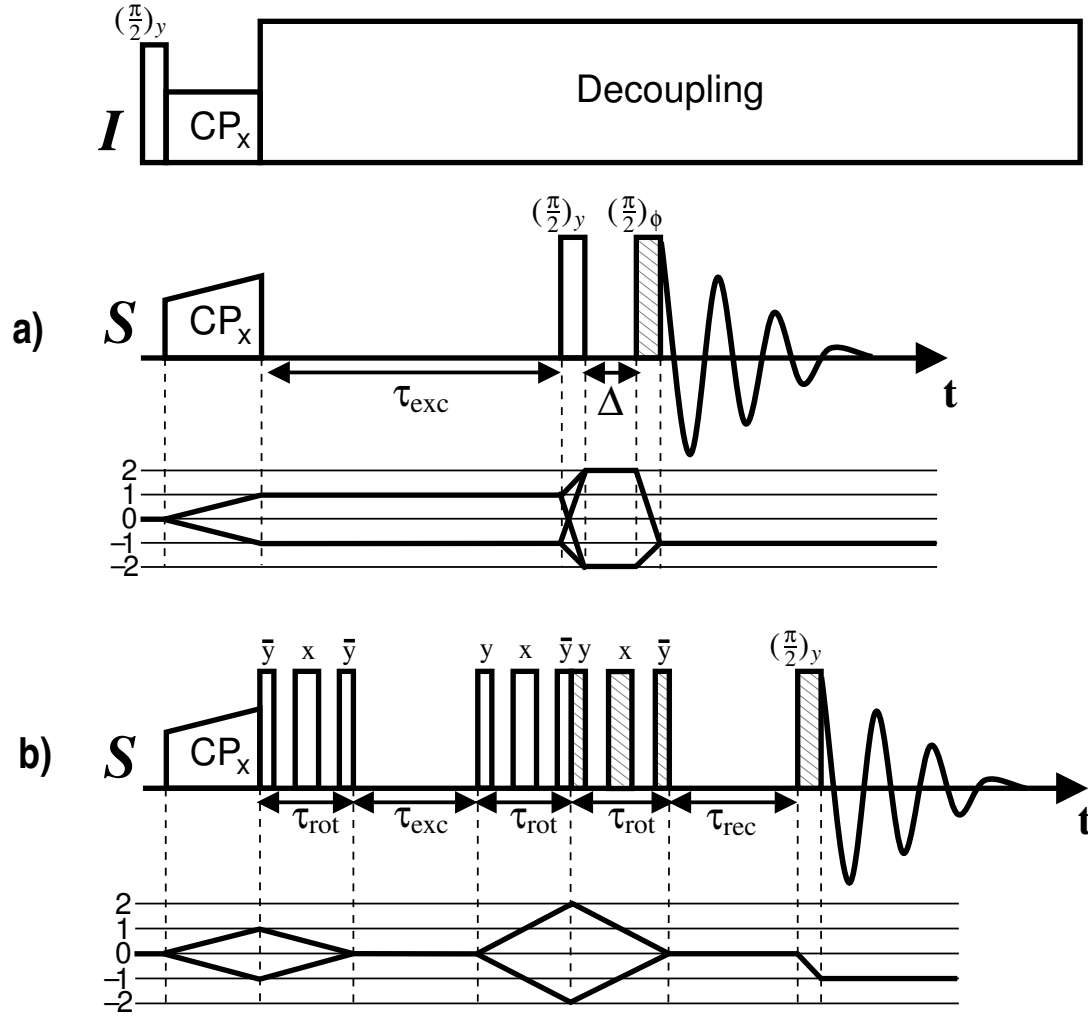 (π/2)y
I CPx Decoupling
(π/2)y (π/2)ϕ
a) S CPx
τexc Δ t
2
1
0
−1
−2
ȳ x ȳ y x ȳ y x ȳ (π/2)y
b) S CPx
τrot τexc τrot τrot τrec t
2
1
0
−1
−2